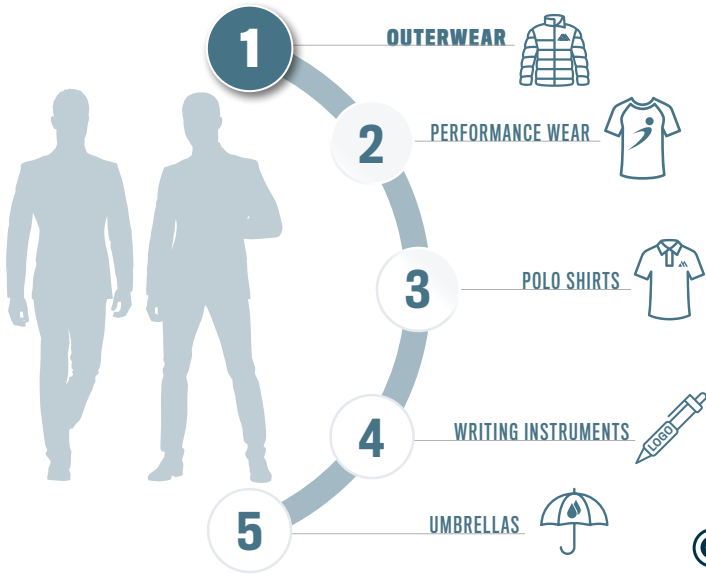 1
OUTERWEAR
2
PERFORMANCE WEAR
3
POLO SHIRTS
4
WRITING INSTRUMENTS
LOGO
5
UMBRELLAS